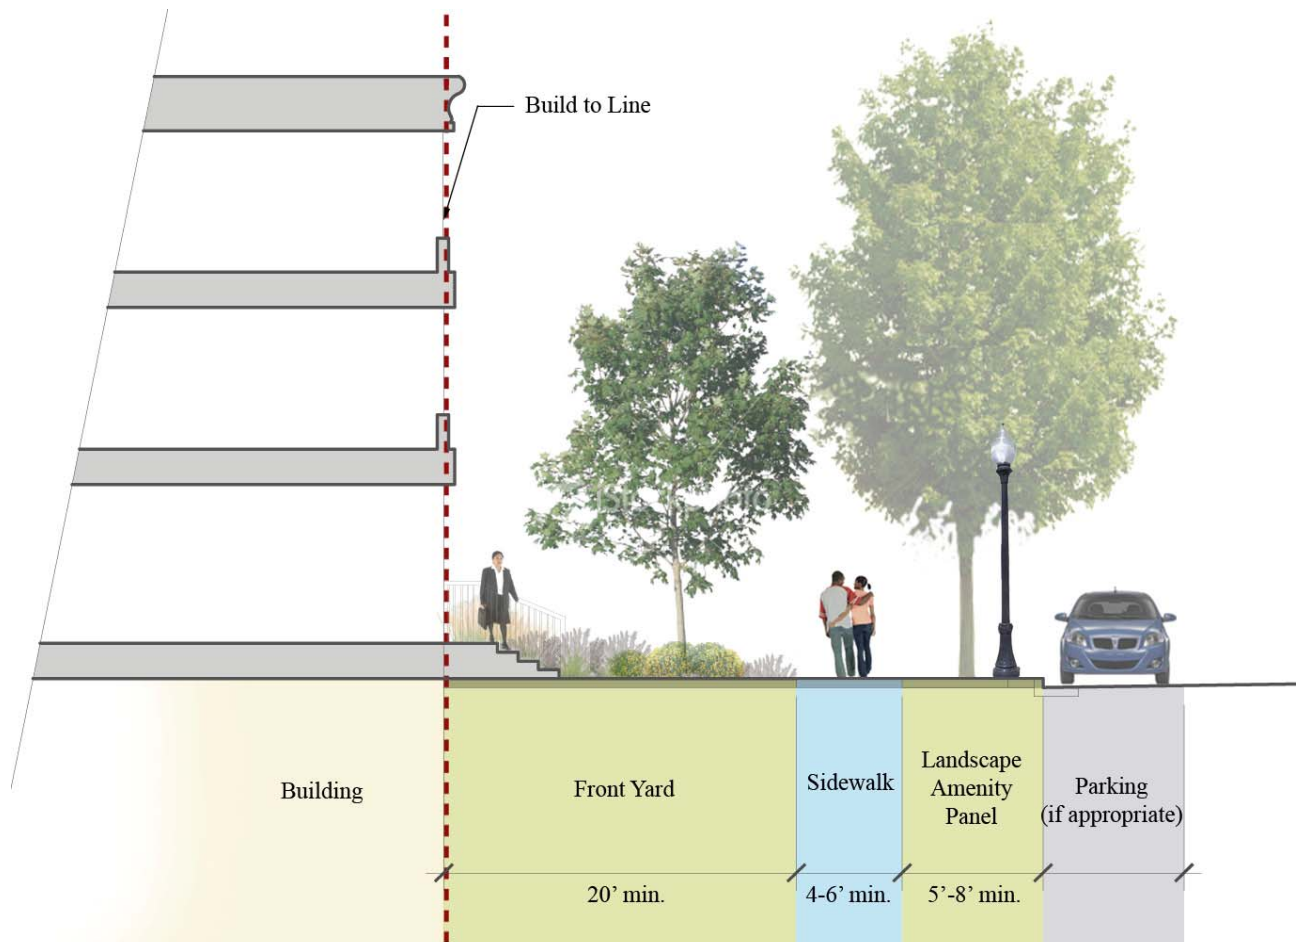 Build to Line
Building
Front Yard
Sidewalk
Landscape
Amenity
Panel
Parking
(if appropriate)
20’ min.
4-6’ min.
5’-8’ min.